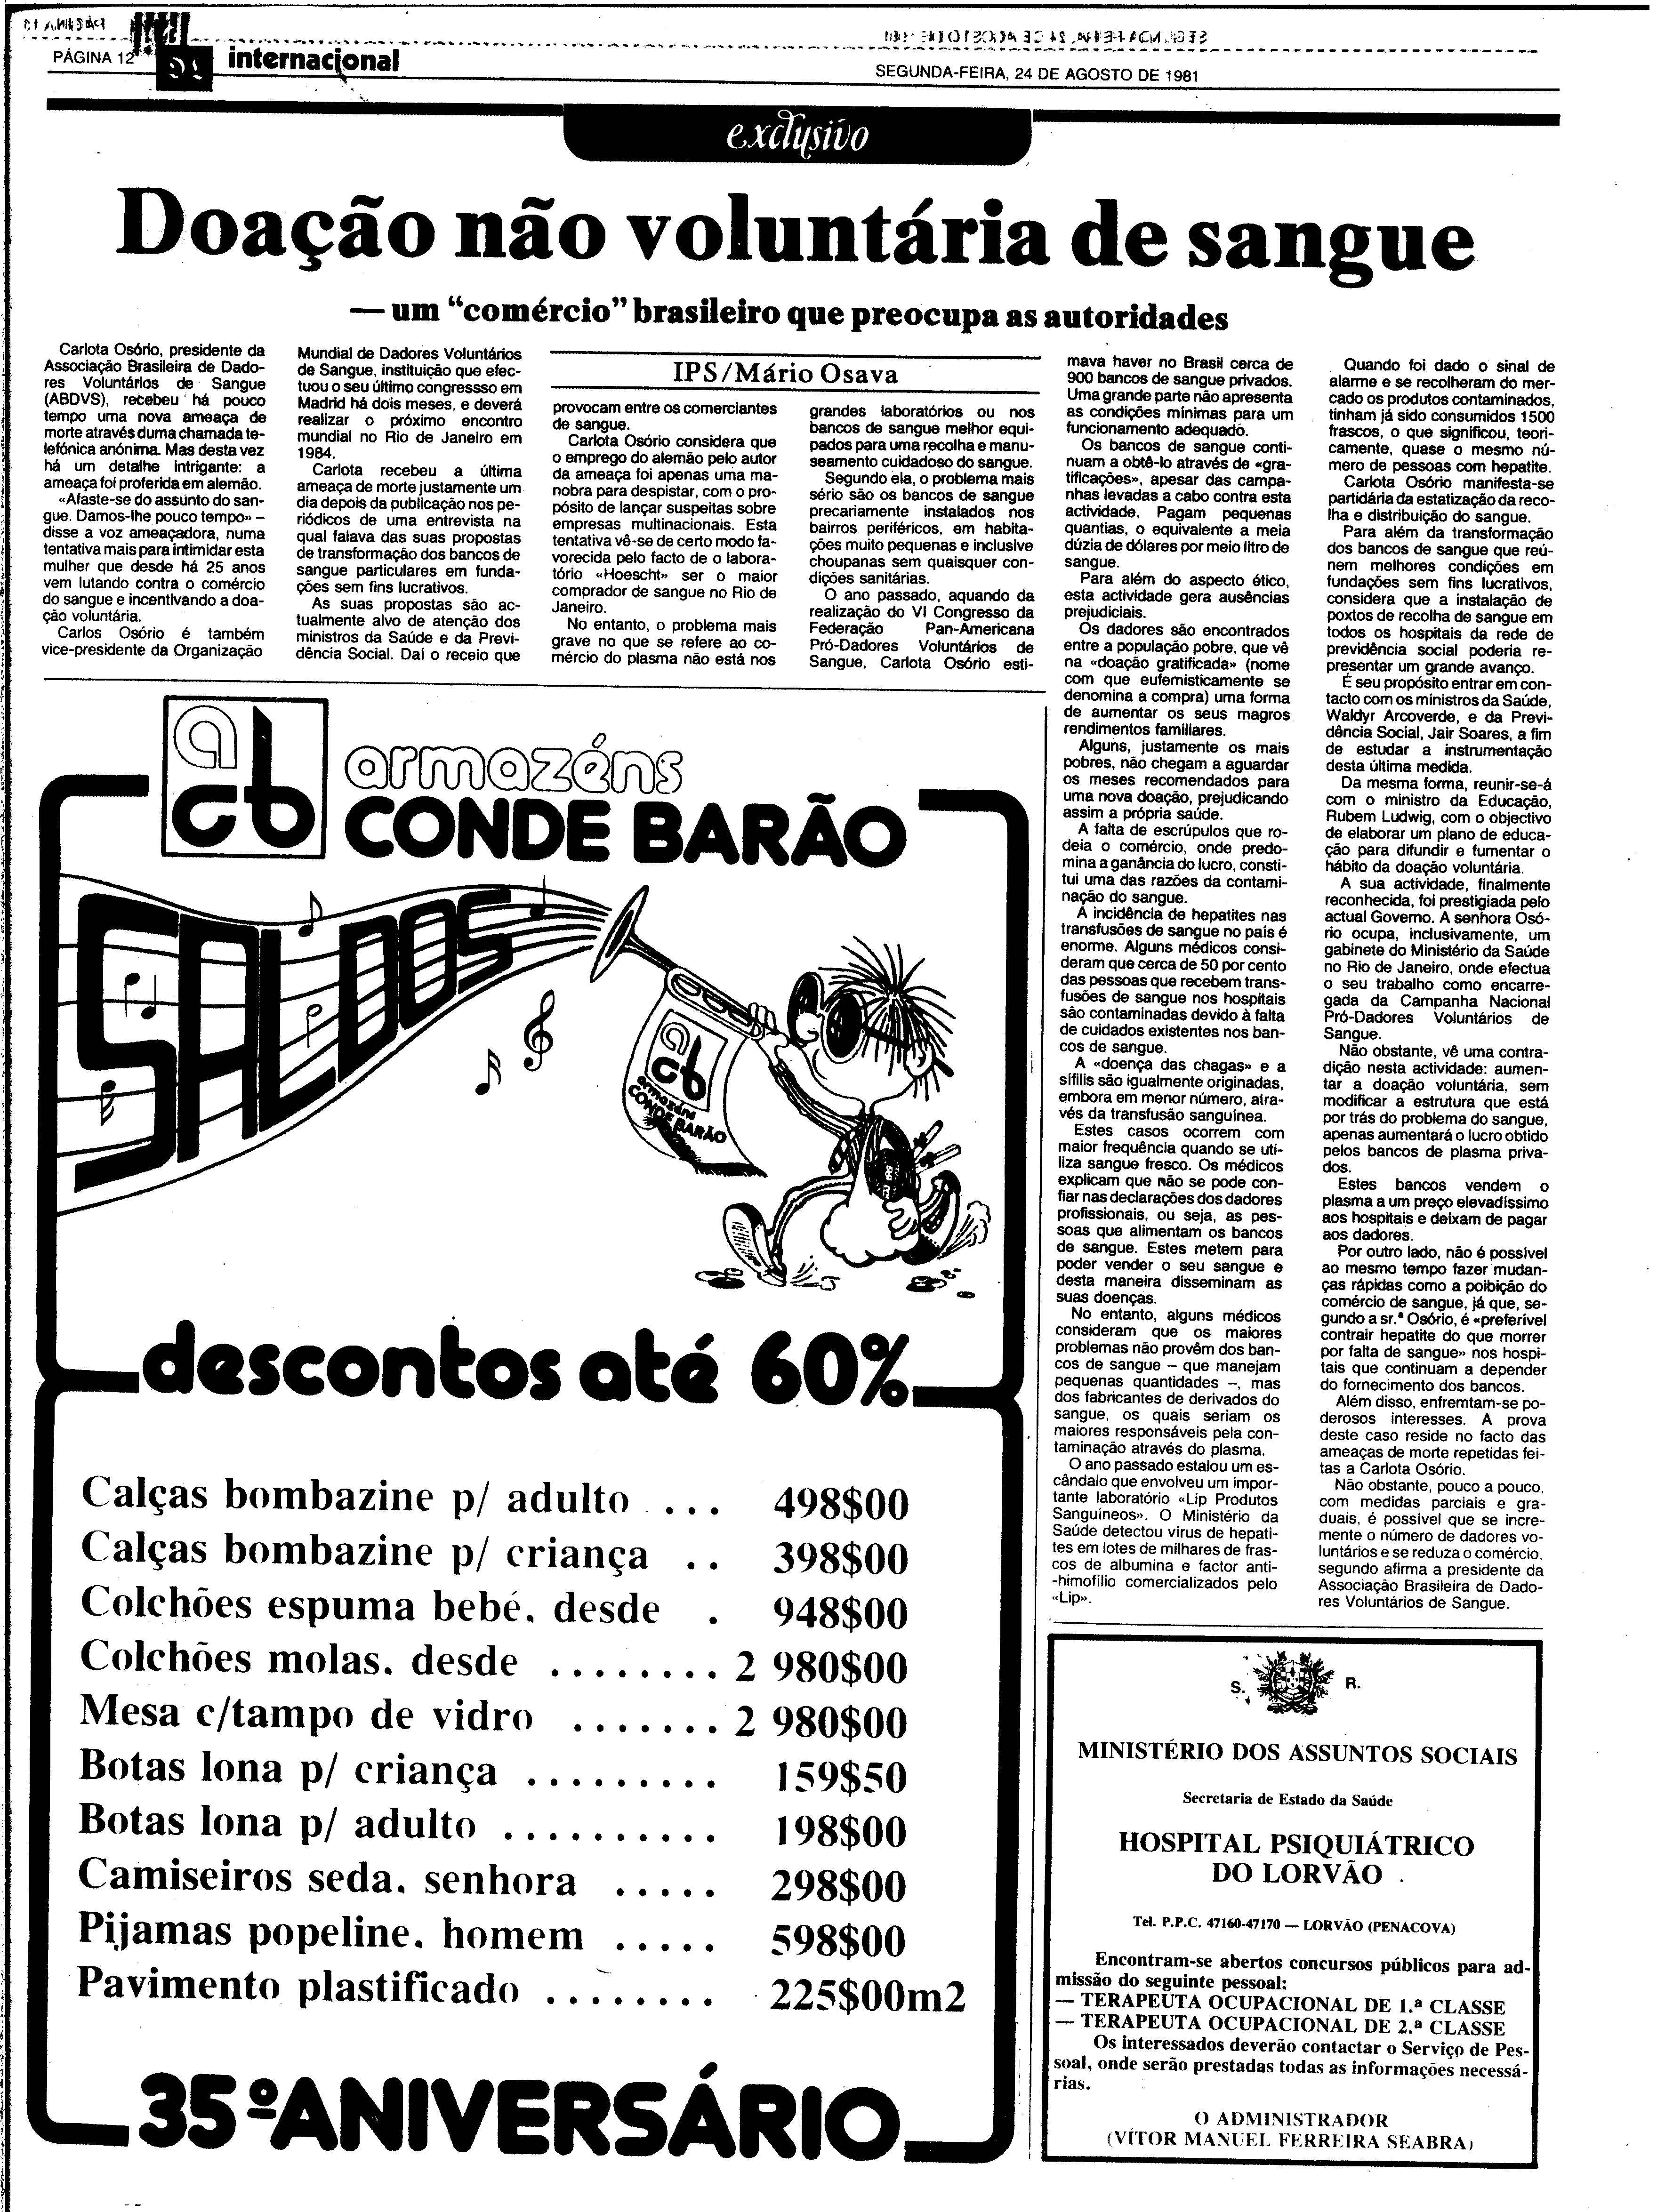 PÁGINA 12
internacional
SEGUNDA-FEIRA, 24 DE AGOSTO DE 1981
exclusivo
Doação não voluntária de sangue
— um “comércio” brasileiro que preocupa as autoridades
Carlota Osório, presidente da
Associação Brasileira de Dado-
res Voluntários de Sangue
(ABDVS), recebeu há pouco
tempo uma nova ameaça de
morte através duma chamada te-
lefónica anónima. Mas desta vez
há um detalhe intrigante: a
ameaça foi proferida em alemão.
«Afaste-se do assunto do san-
gue. Damos-lhe pouco tempo» –
disse a voz ameaçadora, numa
tentativa mais para intimidar esta
mulher que desde há 25 anos
vem lutando contra o comércio
do sangue e incentivando a doa-
ção voluntária.
Carlos Osório é também
vice-presidente da Organização
Mundial de Dadores Voluntários
de Sangue, instituição que efec-
tuou o seu último congressso em
Madrid há dois meses, e deverá
realizar o próximo encontro
mundial no Rio de Janeiro em
1984.
Carlota recebeu a última
ameaça de morte justamente um
dia depois da publicação nos pe-
riódicos de uma entrevista na
qual falava das suas propostas
de transformação dos bancos de
sangue particulares em funda-
ções sem fins lucrativos.
As suas propostas são ac-
tualmente alvo de atenção dos
ministros da Saúde e da Previ-
dência Social. Daí o receio que
IPS/Mário Osava
provocam entre os comerciantes
de sangue.
Carlota Osório considera que
o emprego do alemão pelo autor
da ameaça foi apenas uma ma-
nobra para despistar, com o pro-
pósito de lançar suspeitas sobre
empresas multinacionais. Esta
tentativa vê-se de certo modo fa-
vorecida pelo facto de o labora-
tório «Hoescht» ser o maior
comprador de sangue no Rio de
Janeiro.
No entanto, o problema mais
grave no que se refere ao co-
mércio do plasma não está nos
grandes laboratórios ou nos
bancos de sangue melhor equi-
pados para uma recolha e manu-
seamento cuidadoso do sangue.
Segundo ela, o problema mais
sério são os bancos de sangue
precariamente instalados nos
bairros periféricos, em habita-
ções muito pequenas e inclusive
choupanas sem quaisquer con-
dições sanitárias.
O ano passado, aquando da
realização do VI Congresso da
Federação Pan-Americana
Pró-Dadores Voluntários de
Sangue, Carlota Osório esti-
mava haver no Brasil cerca de
900 bancos de sangue privados.
Uma grande parte não apresenta
as condições mínimas para um
funcionamento adequado.
Os bancos de sangue conti-
nuam a obtê-lo através de «gra-
tificações», apesar das campa-
nhas levadas a cabo contra esta
actividade. Pagam pequenas
quantias, o equivalente a meia
dúzia de dólares por meio litro de
sangue.
Para além do aspecto ético,
esta actividade gera ausências
prejudiciais.
Os dadores são encontrados
entre a população pobre, que vê
na «doação gratificada» (nome
com que eufemisticamente se
denomina a compra) uma forma
de aumentar os seus magros
rendimentos familiares.
Alguns, justamente os mais
pobres, não chegam a aguardar
os meses recomendados para
uma nova doação, prejudicando
assim a própria saúde.
A falta de escrúpulos que ro-
deia o comércio, onde predo-
mina a ganância do lucro, consti-
tui uma das razões da contami-
nação do sangue.
A incidência de hepatites nas
transfusões de sangue no país é
enorme. Alguns médicos consi-
deram que cerca de 50 por cento
das pessoas que recebem trans-
fusões de sangue nos hospitais
são contaminadas devido à falta
de cuidados existentes nos ban-
cos de sangue.
A «doença das chagas» e a
sífilis são igualmente originadas,
embora em menor número, atra-
vés da transfusão sanguínea.
Estes casos ocorrem com
maior frequência quando se uti-
liza sangue fresco. Os médicos
explicam que não se pode con-
fiar nas declarações dos dadores
profissionais, ou seja, as pes-
soas que alimentam os bancos
de sangue. Estes metem para
poder vender o seu sangue e
desta maneira disseminam as
suas doenças.
No entanto, alguns médicos
consideram que os maiores
problemas não provêm dos ban-
cos de sangue – que manejam
pequenas quantidades –, mas
dos fabricantes de derivados do
sangue, os quais seriam os
maiores responsáveis pela con-
taminação através do plasma.
O ano passado estalou um es-
cândalo que envolveu um impor-
tante laboratório «Lip Produtos
Sanguineos». O Ministério da
Saúde detectou vírus de hepati-
tes em lotes de milhares de fras-
cos de albumina e factor anti-
-himofílio comercializados pelo
«Lip».
Quando foi dado o sinal de
alarme e se recolheram do mer-
cado os produtos contaminados,
tinham já sido consumidos 1500
frascos, o que significou, teori-
camente, quase o mesmo nú-
mero de pessoas com hepatite.
Carlota Osório manifesta-se
partidária da estatização da reco-
lha e distribuição do sangue.
Para além da transformação
dos bancos de sangue que reú-
nem melhores condições em
fundações sem fins lucrativos,
considera que a instalação de
poxtos de recolha de sangue em
todos os hospitais da rede de
previdência social poderia re-
presentar um grande avanço.
É seu propósito entrar em con-
tacto com os ministros da Saúde,
Waldyr Arcoverde, e da Previ-
dência Social, Jair Soares, a fim
de estudar a instrumentação
desta última medida.
Da mesma forma, reunir-se-á
com o ministro da Educação,
Rubem Ludwig, com o objectivo
de elaborar um plano de educa-
ção para difundir e fumentar o
hábito da doação voluntária.
A sua actividade, finalmente
reconhecida, foi prestigiada pelo
actual Governo. A senhora Osó-
rio ocupa, inclusivamente, um
gabinete do Ministério da Saúde
no Rio de Janeiro, onde efectua
o seu trabalho como encarre-
gada da Campanha Nacional
Pró-Dadores Voluntários de
Sangue.
Não obstante, vê uma contra-
dição nesta actividade: aumen-
tar a doação voluntária, sem
modificar a estrutura que está
por trás do problema do sangue,
apenas aumentará o lucro obtido
pelos bancos de plasma priva-
dos.
Estes bancos vendem o
plasma a um preço elevadíssimo
aos hospitais e deixam de pagar
aos dadores.
Por outro lado, não é possível
ao mesmo tempo fazer mudan-
ças rápidas como a poibição do
comércio de sangue, já que, se-
gundo a sr.ª Osório, é «preferível
contrair hepatite do que morrer
por falta de sangue» nos hospi-
tais que continuam a depender
do fornecimento dos bancos.
Além disso, enfremtam-se po-
derosos interesses. A prova
deste caso reside no facto das
ameaças de morte repetidas fei-
tas a Carlota Osório.
Não obstante, pouco a pouco,
com medidas parciais e gra-
duais, é possível que se incre-
mente o número de dadores vo-
luntários e se reduza o comércio,
segundo afirma a presidente da
Associação Brasileira de Dado-
res Voluntários de Sangue.
acb
armazéns
CONDE BARÃO
SALDOS
acb
armazéns
CONDE BARÃO
descontos até 60%
Calças bombazine p/ adulto ... 498$00
Calças bombazine p/ criança .. 398$00
Colchões espuma bebé, desde . 948$00
Colchões molas, desde ........ 2 980$00
Mesa c/tampo de vidro ....... 2 980$00
Botas lona p/ criança ......... 159$50
Botas lona p/ adulto .......... 198$00
Camiseiros seda, senhora ..... 298$00
Pijamas popeline, homem ..... 598$00
Pavimento plastificado ........ 225$00m2
35º ANIVERSÁRIO
S. R.
MINISTÉRIO DOS ASSUNTOS SOCIAIS
Secretaria de Estado da Saúde
HOSPITAL PSIQUIÁTRICO
DO LORVÃO
Tel. P.P.C. 47160-47170 — LORVÃO (PENACOVA)
Encontram-se abertos concursos públicos para ad-
missão do seguinte pessoal:
— TERAPEUTA OCUPACIONAL DE 1.ª CLASSE
— TERAPEUTA OCUPACIONAL DE 2.ª CLASSE
Os interessados deverão contactar o Serviço de Pes-
soal, onde serão prestadas todas as informações necessá-
rias.
O ADMINISTRADOR
(VÍTOR MANUEL FERREIRA SEABRA)